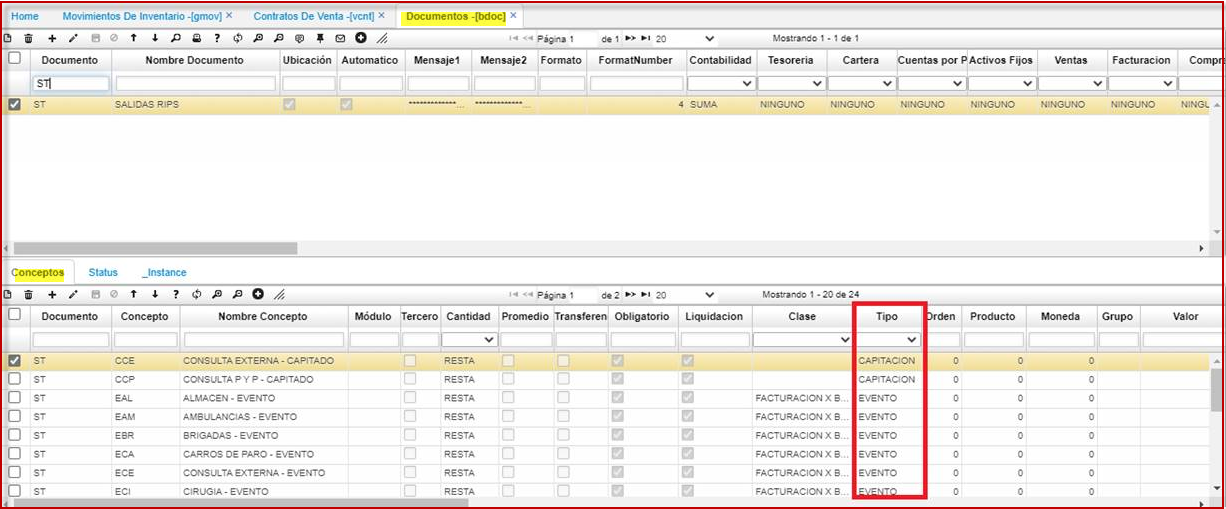 Home Movimientos De Inventario -[gmov] × Contratos De Venta -[vcnt] × Documentos -[bdoc] ×
Página 1 de 1 20 Mostrando 1 - 1 de 1
Documento Nombre Documento Ubicación Automatico Mensaje1 Mensaje2 Formato FormatNumber Contabilidad Tesoreria Cartera Cuentas por P Activos Fijos Ventas Facturacion Compr
ST
ST SALIDAS RIPS *************... *************... 4 SUMA NINGUNO NINGUNO NINGUNO NINGUNO NINGUNO NINGUNO NINGU
Conceptos Status _Instance
Página 1 de 2 20 Mostrando 1 - 20 de 24
Documento Concepto Nombre Concepto Módulo Tercero Cantidad Promedio Transferen Obligatorio Liquidacion Clase Tipo Orden Producto Moneda Grupo Valor
ST CCE CONSULTA EXTERNA - CAPITADO RESTA CAPITACION 0 0 0
ST CCP CONSULTA P Y P - CAPITADO RESTA CAPITACION 0 0 0
ST EAL ALMACEN - EVENTO RESTA FACTURACION X B... EVENTO 0 0 0
ST EAM AMBULANCIAS - EVENTO RESTA FACTURACION X B... EVENTO 0 0 0
ST EBR BRIGADAS - EVENTO RESTA FACTURACION X B... EVENTO 0 0 0
ST ECA CARROS DE PARO - EVENTO RESTA FACTURACION X B... EVENTO 0 0 0
ST ECE CONSULTA EXTERNA - EVENTO RESTA FACTURACION X B... EVENTO 0 0 0
ST ECI CIRUGIA - EVENTO RESTA FACTURACION X B... EVENTO 0 0 0